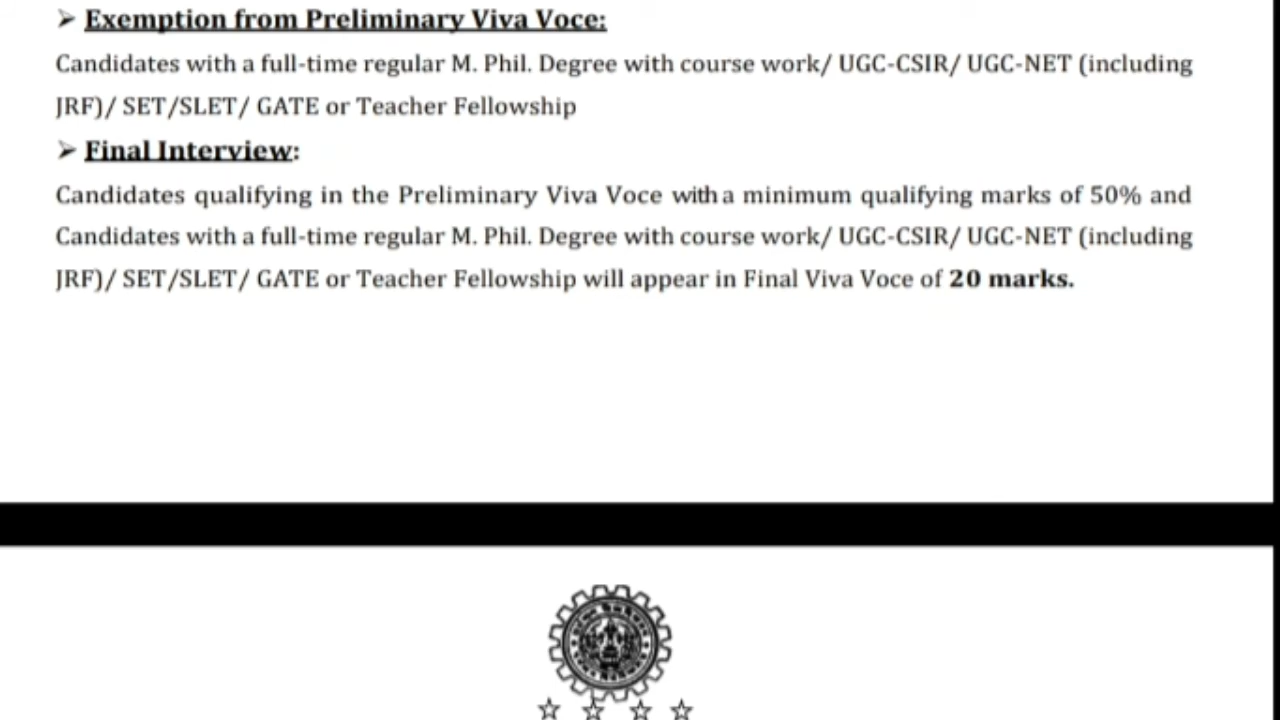 ➢ Exemption from Preliminary Viva Voce:
Candidates with a full-time regular M. Phil. Degree with course work/ UGC-CSIR/ UGC-NET (including
JRF)/ SET/SLET/ GATE or Teacher Fellowship
➢ Final Interview:
Candidates qualifying in the Preliminary Viva Voce with a minimum qualifying marks of 50% and
Candidates with a full-time regular M. Phil. Degree with course work/ UGC-CSIR/ UGC-NET (including
JRF)/ SET/SLET/ GATE or Teacher Fellowship will appear in Final Viva Voce of 20 marks.